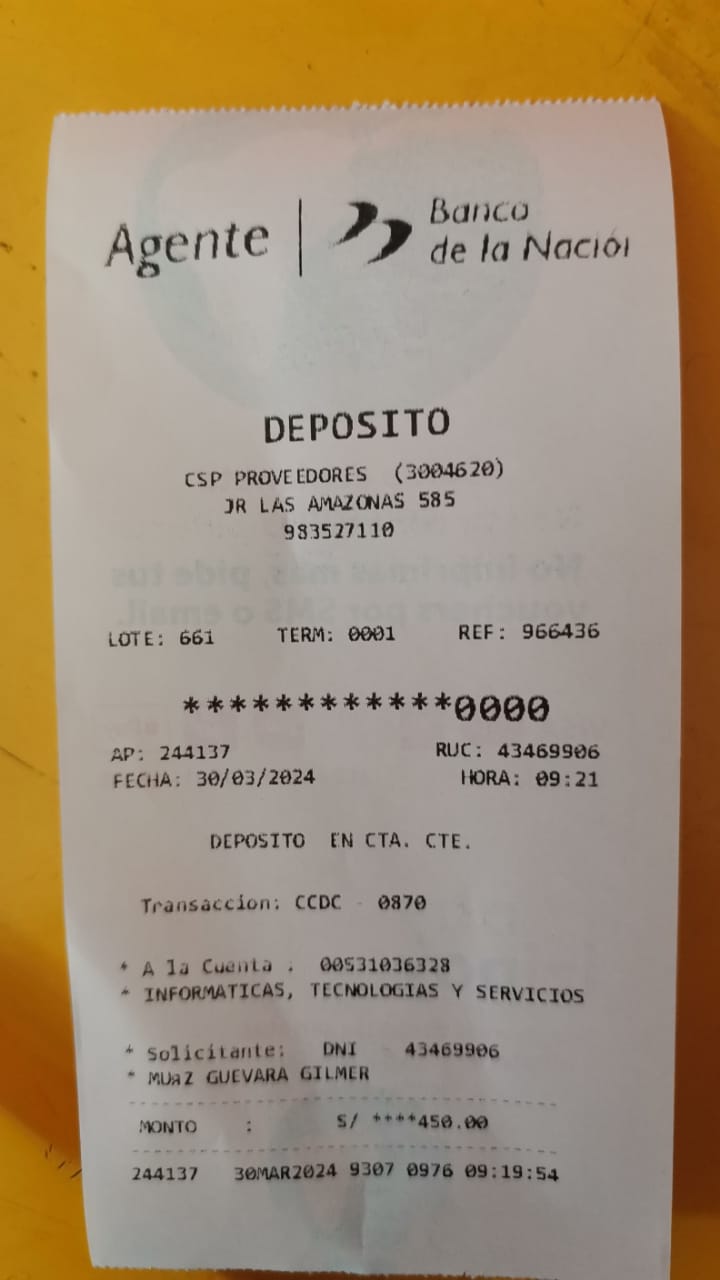 Agente | Banco
de la Nación
DEPOSITO
CSP PROVEEDORES (3004620)
JR LAS AMAZONAS 585
983527110
LOTE: 661 TERM: 0001 REF: 966436
************0000
AP: 244137 RUC: 43469906
FECHA: 30/03/2024 HORA: 09:21
DEPOSITO EN CTA. CTE.
Transaccion: CCDC - 0870
* A la Cuenta : 00531036328
* INFORMATICAS, TECNOLOGIAS Y SERVICIOS
* Solicitante: DNI - 43469906
* GUEVARA GILMER
MONTO : S/ ****450.00
244137 30MAR2024 9307 0976 09:19:54